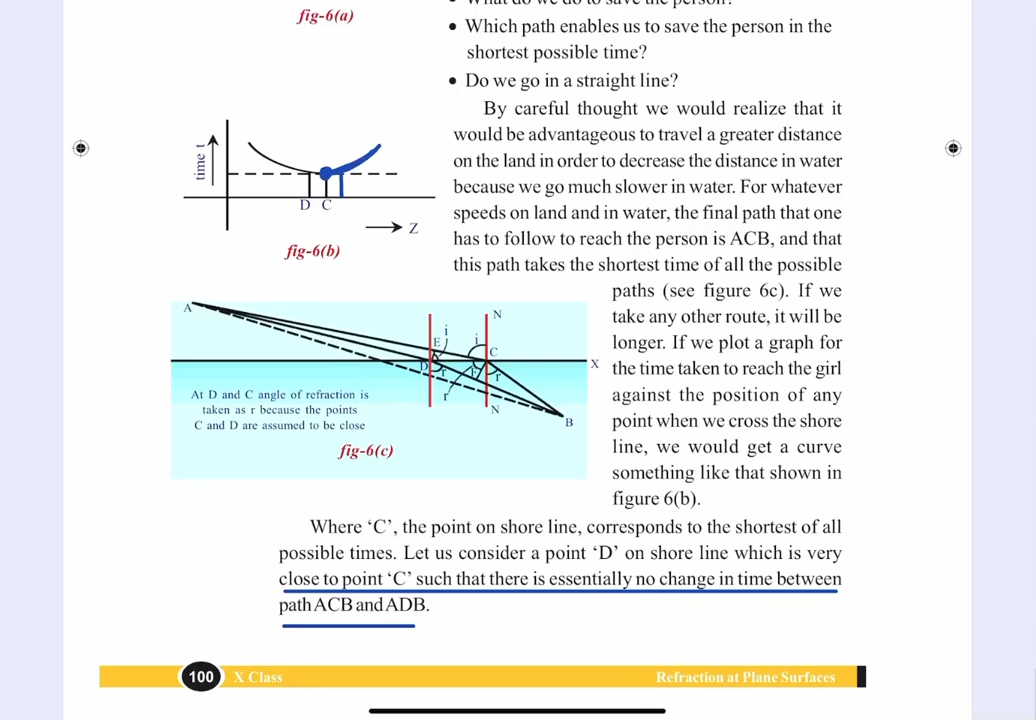 What do we do to save the person?
fig-6(a)
• Which path enables us to save the person in the
shortest possible time?
• Do we go in a straight line?
By careful thought we would realize that it
would be advantageous to travel a greater distance
on the land in order to decrease the distance in water
because we go much slower in water. For whatever
speeds on land and in water, the final path that one
has to follow to reach the person is ACB, and that
this path takes the shortest time of all the possible
time t
D C
Z
fig-6(b)
paths (see figure 6c). If we
take any other route, it will be
longer. If we plot a graph for
the time taken to reach the girl
against the position of any
point when we cross the shore
line, we would get a curve
something like that shown in
figure 6(b).
A
N
i
E
i
C
D
r
F
r
X
r
N
B
At D and C angle of refraction is
taken as r because the points
C and D are assumed to be close
fig-6(c)
Where ‘C’, the point on shore line, corresponds to the shortest of all
possible times. Let us consider a point ‘D’ on shore line which is very
close to point ‘C’ such that there is essentially no change in time between
path ACB and ADB.
100 X Class
Refraction at Plane Surfaces